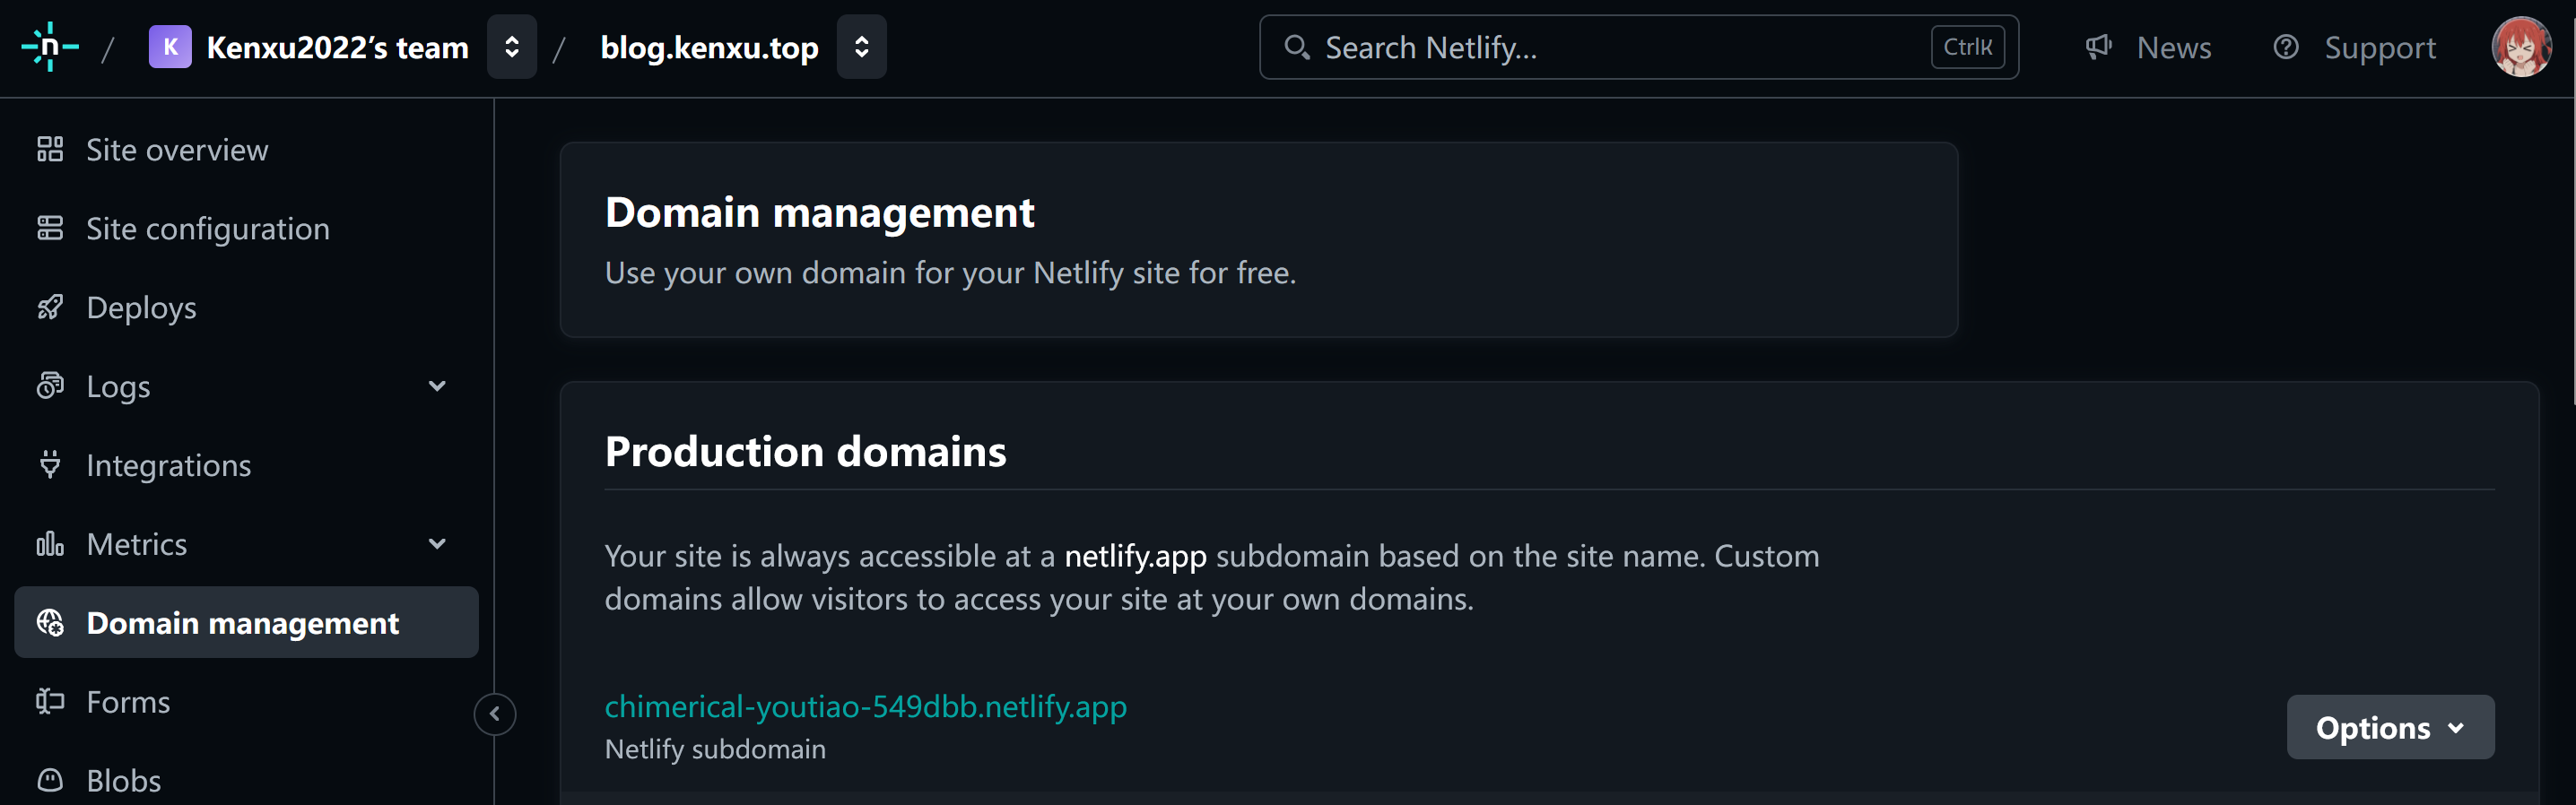 n / K Kenxu2022’s team / blog.kenxu.top
Search Netlify... CtrlK
News
Support
Site overview
Site configuration
Deploys
Logs
Integrations
Metrics
Domain management
Forms
Blobs
Domain management
Use your own domain for your Netlify site for free.
Production domains
Your site is always accessible at a netlify.app subdomain based on the site name. Custom
domains allow visitors to access your site at your own domains.
chimerical-youtiao-549dbb.netlify.app
Netlify subdomain
Options